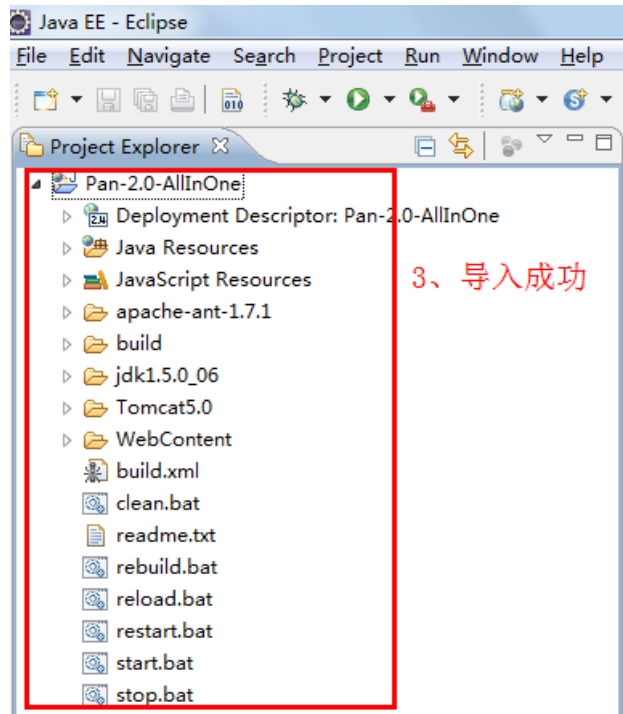 Java EE - Eclipse
File Edit Navigate Search Project Run Window Help
010
Project Explorer
Pan-2.0-AllInOne
2.4 Deployment Descriptor: Pan-2.0-AllInOne
Java Resources
JavaScript Resources
3、导入成功
apache-ant-1.7.1
build
jdk1.5.0_06
Tomcat5.0
WebContent
build.xml
clean.bat
readme.txt
rebuild.bat
reload.bat
restart.bat
start.bat
stop.bat